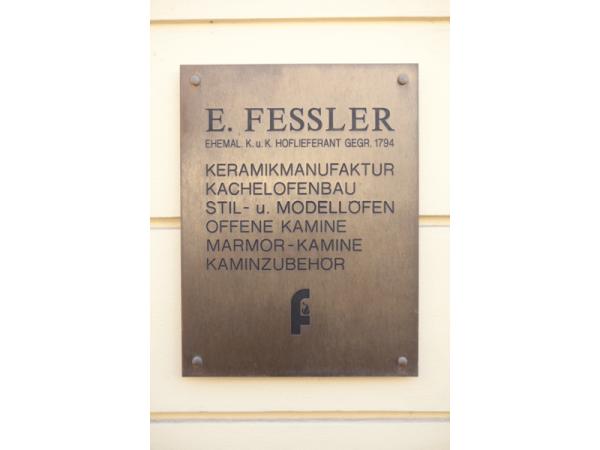 E. FESSLER
EHEMAL. K. u. K. HOFLIEFERANT GEGR. 1794
KERAMIKMANUFAKTUR
KACHELOFENBAU
STIL- u. MODELLÖFEN
OFFENE KAMINE
MARMOR-KAMINE
KAMINZUBEHÖR
f